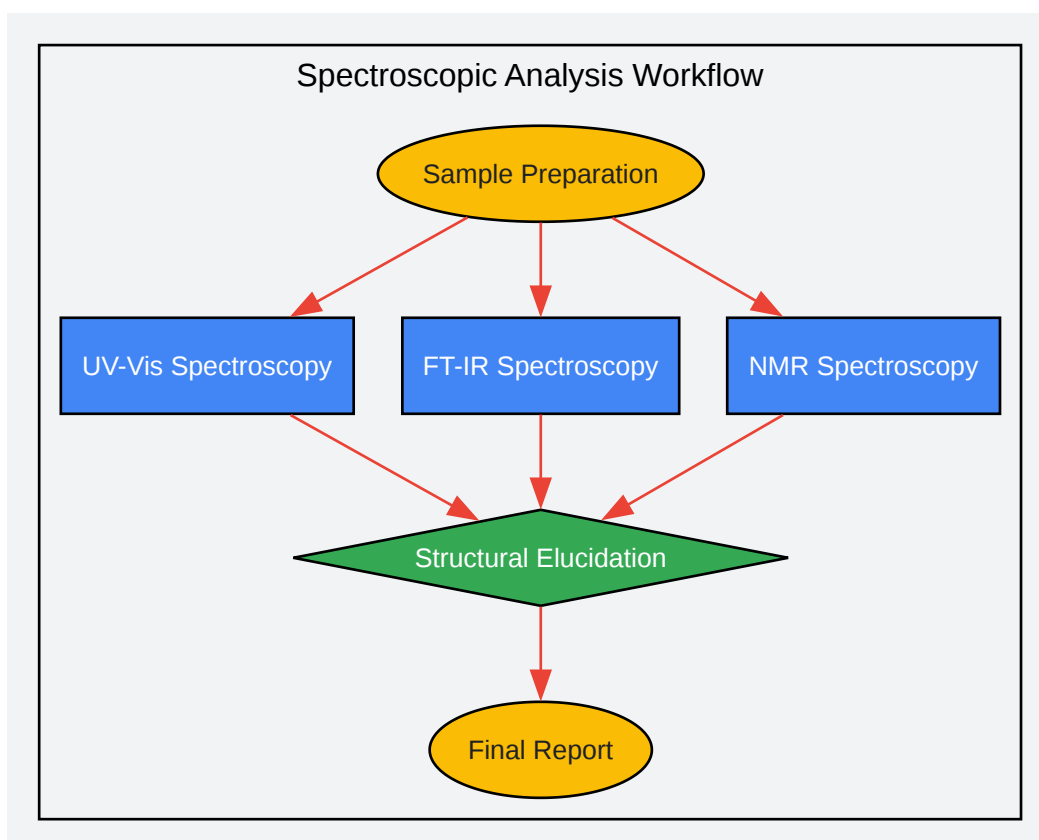 Spectroscopic Analysis Workflow
Sample Preparation
UV-Vis Spectroscopy
FT-IR Spectroscopy
NMR Spectroscopy
Structural Elucidation
Final Report